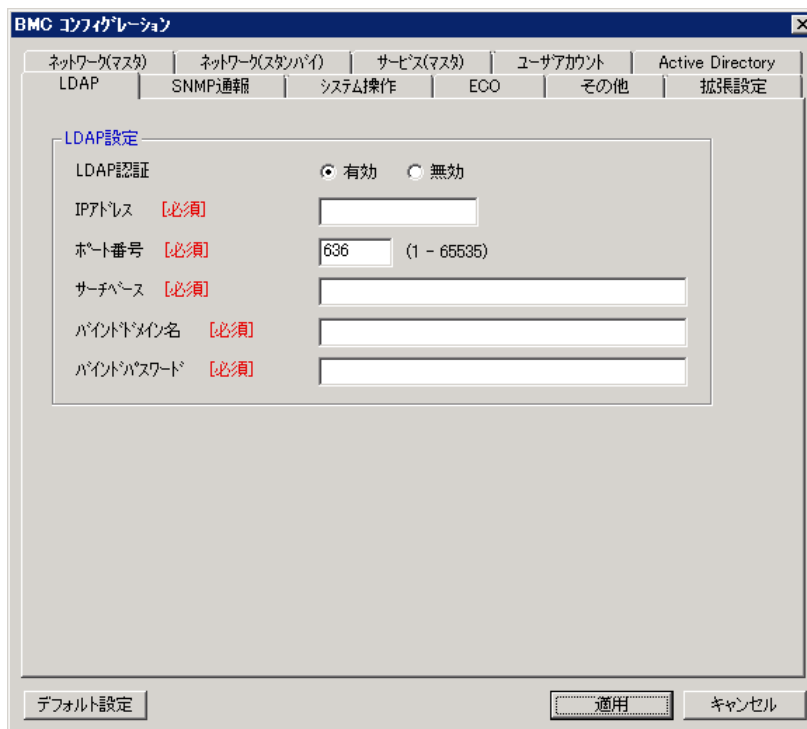 BMC コンフィグレーション
ネットワーク(マスタ) ネットワーク(スタンバイ) サービス(マスタ) ユーザアカウント Active Directory
LDAP SNMP通報 システム操作 ECO その他 拡張設定
LDAP設定
LDAP認証 有効 無効
IPアドレス [必須]
ポート番号 [必須] 636 (1 - 65535)
サーチベース [必須]
バインドドメイン名 [必須]
バインドパスワード [必須]
デフォルト設定 適用 キャンセル